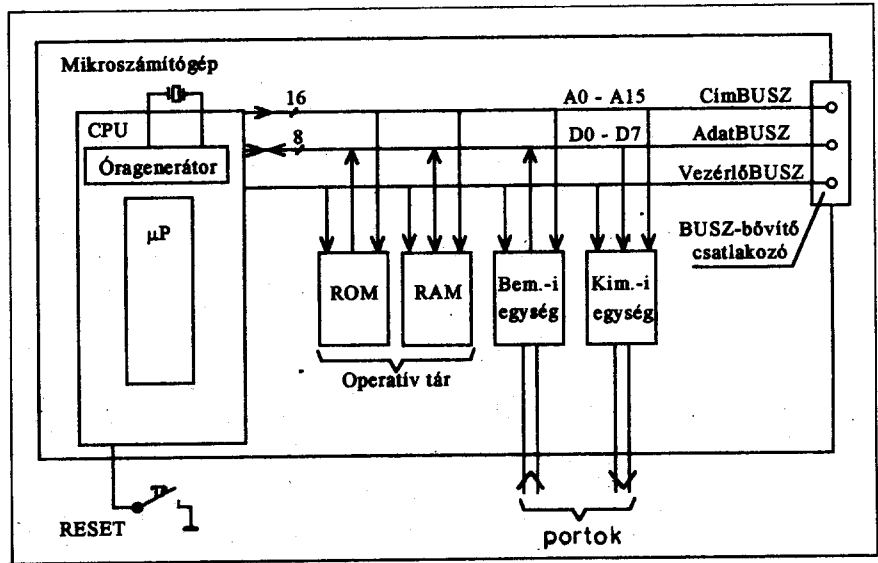 Mikroszámítógép
16
A0 - A15
CímBUSZ
CPU
8
D0 - D7
AdatBUSZ
Óragenerátor
VezérlőBUSZ
μP
BUSZ-bővítő
csatlakozó
ROM
RAM
Bem.-i
egység
Kim.-i
egység
Operatív tár
RESET
portok